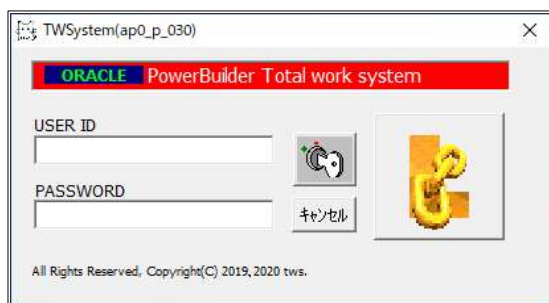 TWSystem(ap0_p_030)
ORACLE PowerBuilder Total work system
USER ID
PASSWORD
キャンセル
All Rights Reserved, Copyright(C) 2019,2020 tws.